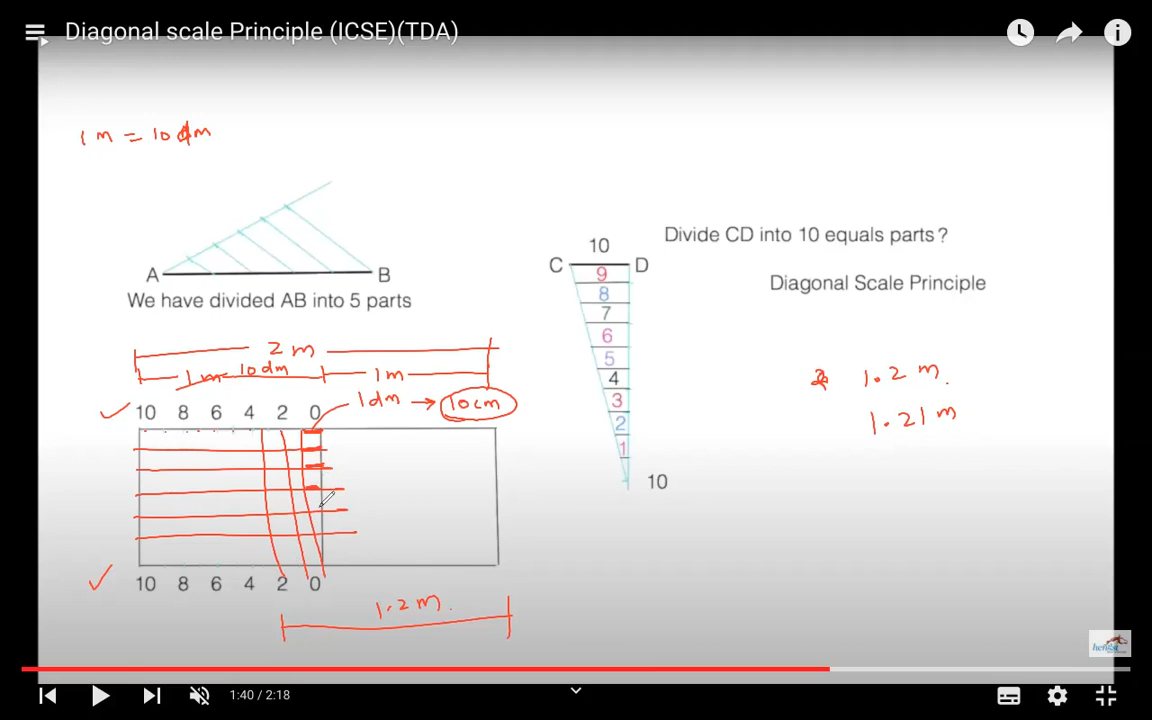 Diagonal scale Principle (ICSE)(TDA)
1 m = 10 dm
A B
We have divided AB into 5 parts
10
C D
9
8
7
6
5
4
3
2
1
10
Divide CD into 10 equals parts?
Diagonal Scale Principle
2 m
1 m 10 dm 1 m
1 dm → 10 cm
10 8 6 4 2 0
10 8 6 4 2 0
1.2 m.
1.2 m.
1.21 m
1:40 / 2:18